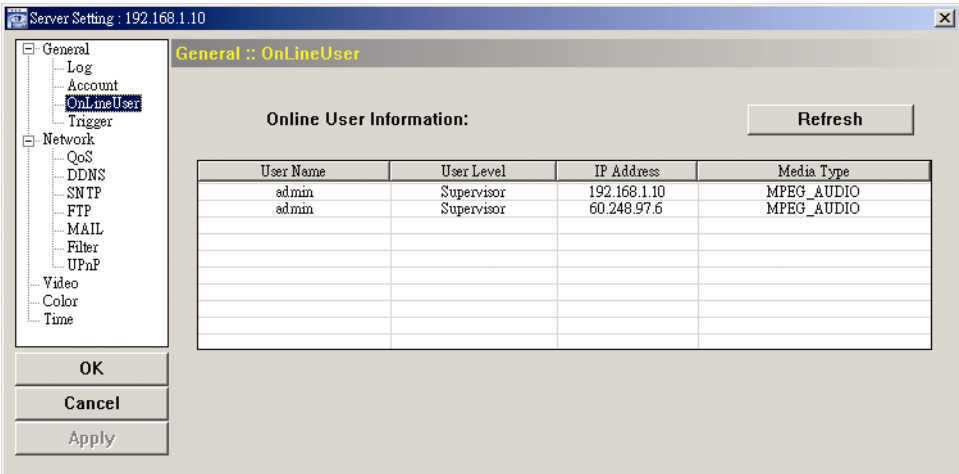 Server Setting : 192.168.1.10
General
Log
Account
OnLineUser
Trigger
Network
QoS
DDNS
SNTP
FTP
MAIL
Filter
UPnP
Video
Color
Time
OK
Cancel
Apply
General :: OnLineUser
Online User Information:
Refresh
User Name User Level IP Address Media Type
admin Supervisor 192.168.1.10 MPEG_AUDIO
admin Supervisor 60.248.97.6 MPEG_AUDIO